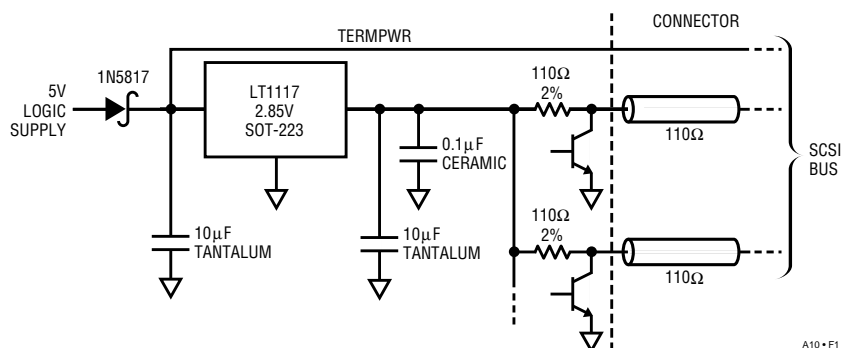 CONNECTOR
TERMPWR
1N5817
5V
LOGIC
SUPPLY
LT1117
2.85V
SOT-223
110Ω
2%
110Ω
0.1µF
CERAMIC
SCSI
BUS
10µF
TANTALUM
10µF
TANTALUM
110Ω
2%
110Ω
A10 • F1